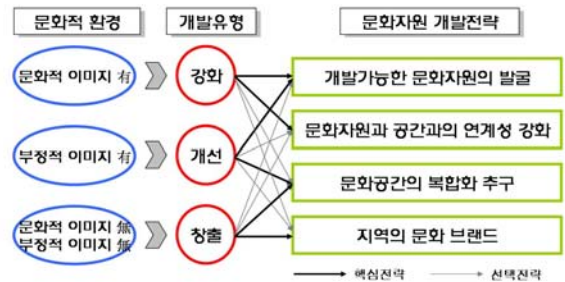 문화적 환경
개발유형
문화자원 개발전략
문화적 이미지 有
강화
개발가능한 문화자원의 발굴
문화자원과 공간과의 연계성 강화
부정적 이미지 有
개선
문화공간의 복합화 추구
문화적 이미지 無
부정적 이미지 無
창출
지역의 문화 브랜드
핵심전략
선택전략